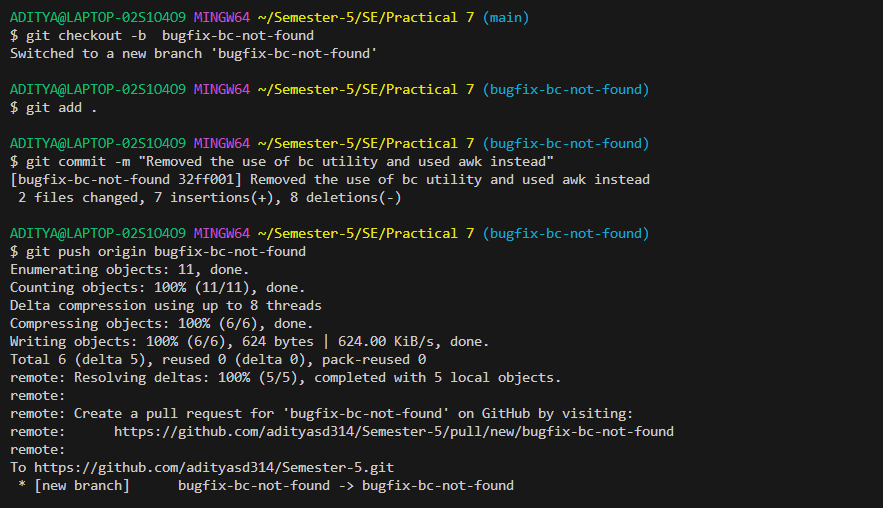 ADITYA@LAPTOP-02S1O4O9 MINGW64 ~/Semester-5/SE/Practical 7 (main)
$ git checkout -b  bugfix-bc-not-found
Switched to a new branch 'bugfix-bc-not-found'

ADITYA@LAPTOP-02S1O4O9 MINGW64 ~/Semester-5/SE/Practical 7 (bugfix-bc-not-found)
$ git add .

ADITYA@LAPTOP-02S1O4O9 MINGW64 ~/Semester-5/SE/Practical 7 (bugfix-bc-not-found)
$ git commit -m "Removed the use of bc utility and used awk instead"
[bugfix-bc-not-found 32ff001] Removed the use of bc utility and used awk instead
 2 files changed, 7 insertions(+), 8 deletions(-)

ADITYA@LAPTOP-02S1O4O9 MINGW64 ~/Semester-5/SE/Practical 7 (bugfix-bc-not-found)
$ git push origin bugfix-bc-not-found
Enumerating objects: 11, done.
Counting objects: 100% (11/11), done.
Delta compression using up to 8 threads
Compressing objects: 100% (6/6), done.
Writing objects: 100% (6/6), 624 bytes | 624.00 KiB/s, done.
Total 6 (delta 5), reused 0 (delta 0), pack-reused 0
remote: Resolving deltas: 100% (5/5), completed with 5 local objects.
remote:
remote: Create a pull request for 'bugfix-bc-not-found' on GitHub by visiting:
remote:      https://github.com/adityasd314/Semester-5/pull/new/bugfix-bc-not-found
remote:
To https://github.com/adityasd314/Semester-5.git
 * [new branch]      bugfix-bc-not-found -> bugfix-bc-not-found